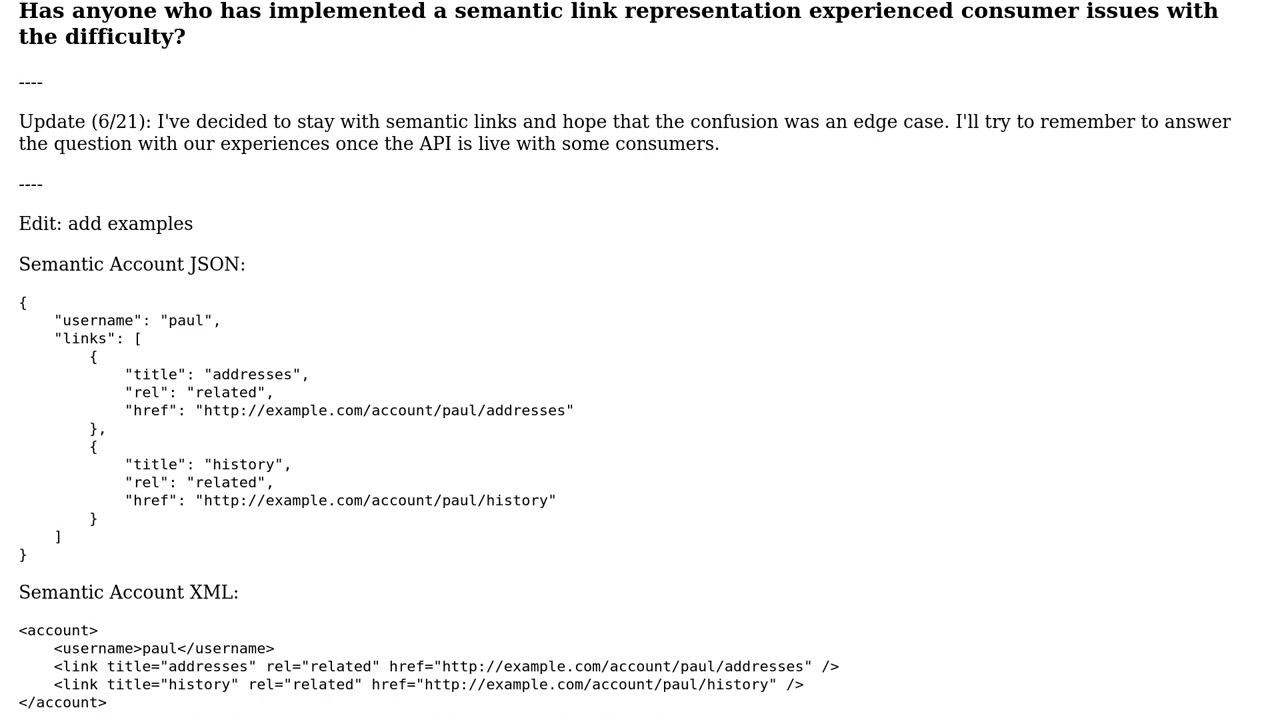 Has anyone who has implemented a semantic link representation experienced consumer issues with
the difficulty?
----
Update (6/21): I've decided to stay with semantic links and hope that the confusion was an edge case. I'll try to remember to answer
the question with our experiences once the API is live with some consumers.
----
Edit: add examples
Semantic Account JSON:
{
    "username": "paul",
    "links": [
        {
            "title": "addresses",
            "rel": "related",
            "href": "http://example.com/account/paul/addresses"
        },
        {
            "title": "history",
            "rel": "related",
            "href": "http://example.com/account/paul/history"
        }
    ]
}
Semantic Account XML:
<account>
    <username>paul</username>
    <link title="addresses" rel="related" href="http://example.com/account/paul/addresses" />
    <link title="history" rel="related" href="http://example.com/account/paul/history" />
</account>